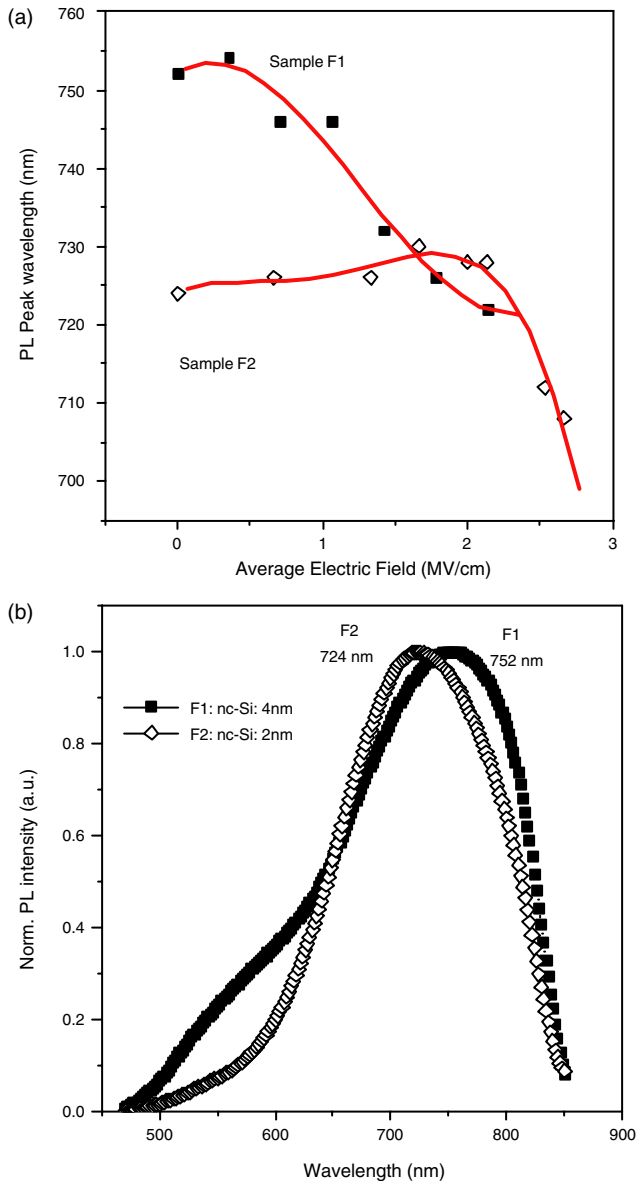 (a)
760
750
740
730
720
710
700
PL Peak wavelength (nm)
Sample F1
Sample F2
0 1 2 3
Average Electric Field (MV/cm)
(b)
F2
724 nm
F1
752 nm
1.0
0.8
0.6
0.4
0.2
0.0
Norm. PL intensity (a.u.)
F1: nc-Si: 4nm
F2: nc-Si: 2nm
500 600 700 800 900
Wavelength (nm)